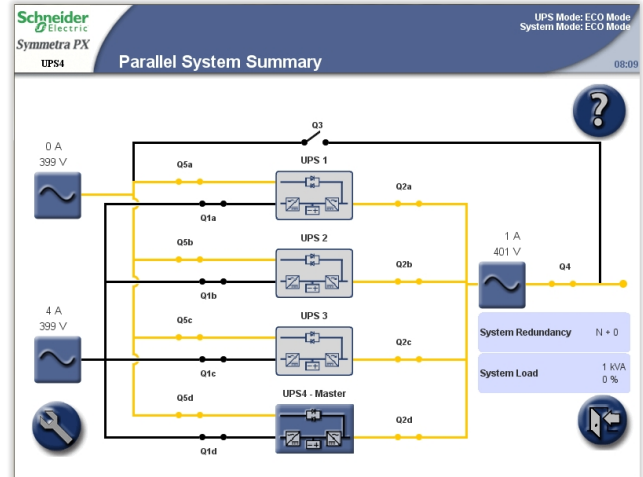 Schneider
Electric
Symmetra PX
UPS4
Parallel System Summary
UPS Mode: ECO Mode
System Mode: ECO Mode
08:09
Q3
0 A
399 V
Q5a
UPS 1
Q2a
Q1a
Q5b
UPS 2
Q2b
Q1b
1 A
401 V
Q4
4 A
399 V
Q5c
UPS 3
Q2c
Q1c
System Redundancy N + 0
System Load 1 kVA
0 %
Q5d
UPS4 - Master
Q2d
Q1d
?